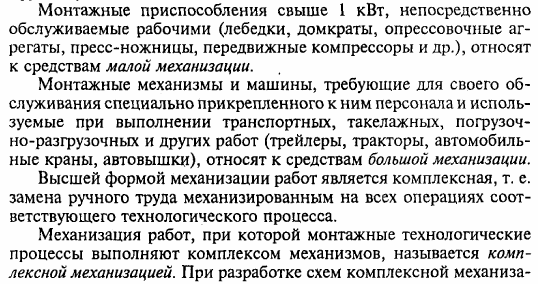 Монтажные приспособления свыше 1 кВт, непосредственно
обслуживаемые рабочими (лебедки, домкраты, опрессовочные аг-
регаты, пресс-ножницы, передвижные компрессоры и др.), относят
к средствам малой механизации.
Монтажные механизмы и машины, требующие для своего об-
служивания специально прикрепленного к ним персонала и исполь-
зуемые при выполнении транспортных, такелажных, погрузоч-
но-разгрузочных и других работ (трейлеры, тракторы, автомобиль-
ные краны, автовышки), относят к средствам большой механизации.
Высшей формой механизации работ является комплексная, т. е.
замена ручного труда механизированным на всех операциях соот-
ветствующего технологического процесса.
Механизация работ, при которой монтажные технологические
процессы выполняют комплексом механизмов, называется комп-
лексной механизацией. При разработке схем комплексной механиза-